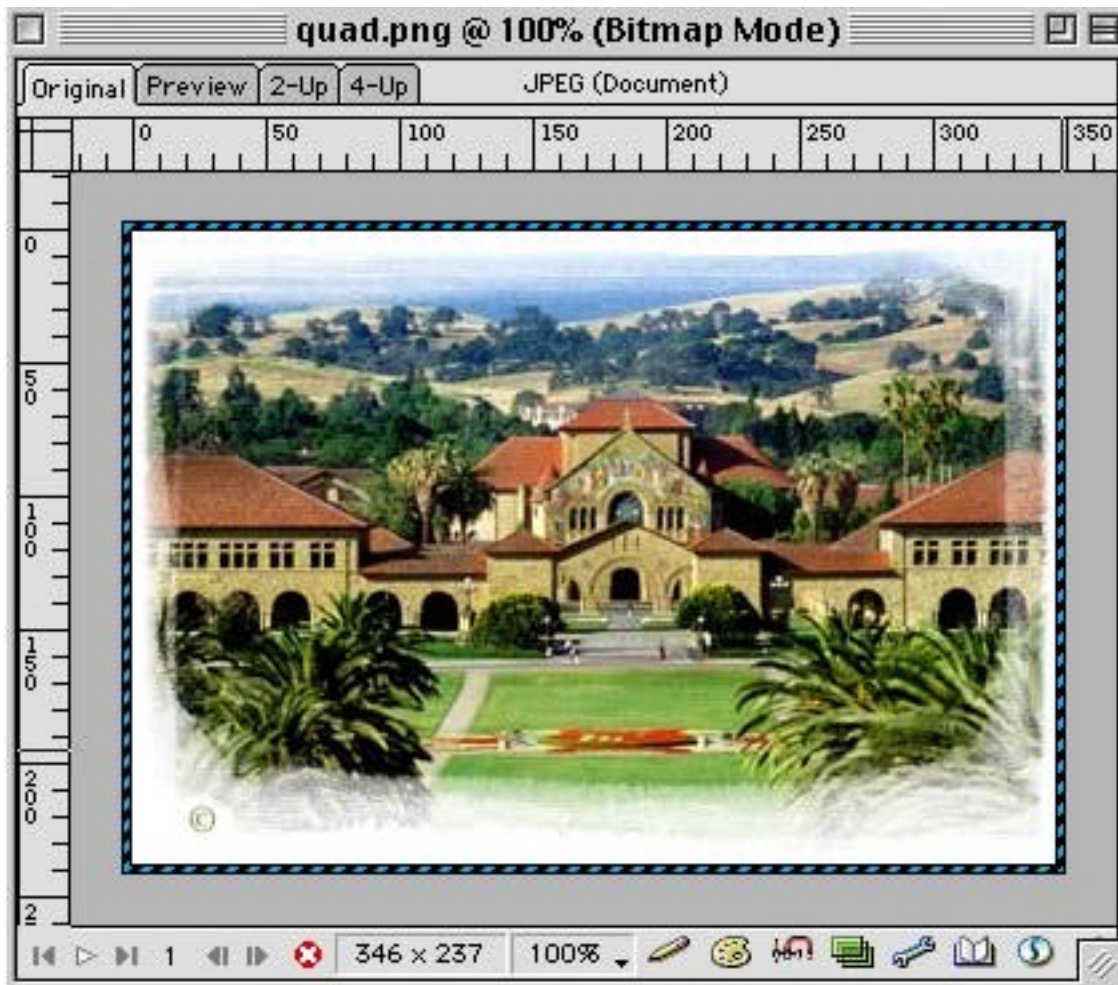 quad.png @ 100% (Bitmap Mode)
Original Preview 2-Up 4-Up JPEG (Document)
0 50 100 150 200 250 300 350
0
50
100
150
200
2
©
1 346 x 237 100%